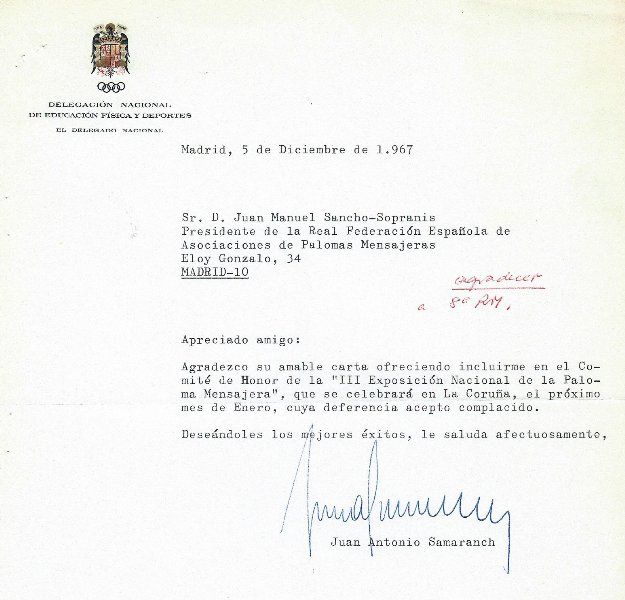 DELEGACIÓN NACIONAL
DE EDUCACIÓN FÍSICA Y DEPORTES
EL DELEGADO NACIONAL
Madrid, 5 de Diciembre de 1.967
Sr. D. Juan Manuel Sancho-Sopranis
Presidente de la Real Federación Española de
Asociaciones de Palomas Mensajeras
Eloy Gonzalo, 34
MADRID-10
agradecer
a 8ª RM.
Apreciado amigo:
Agradezco su amable carta ofreciendo incluirme en el Co-
mité de Honor de la "III Exposición Nacional de la Palo-
ma Mensajera", que se celebrará en La Coruña, el próximo
mes de Enero, cuya deferencia acepto complacido.
Deseándoles los mejores éxitos, le saluda afectuosamente,
Juan Antonio Samaranch